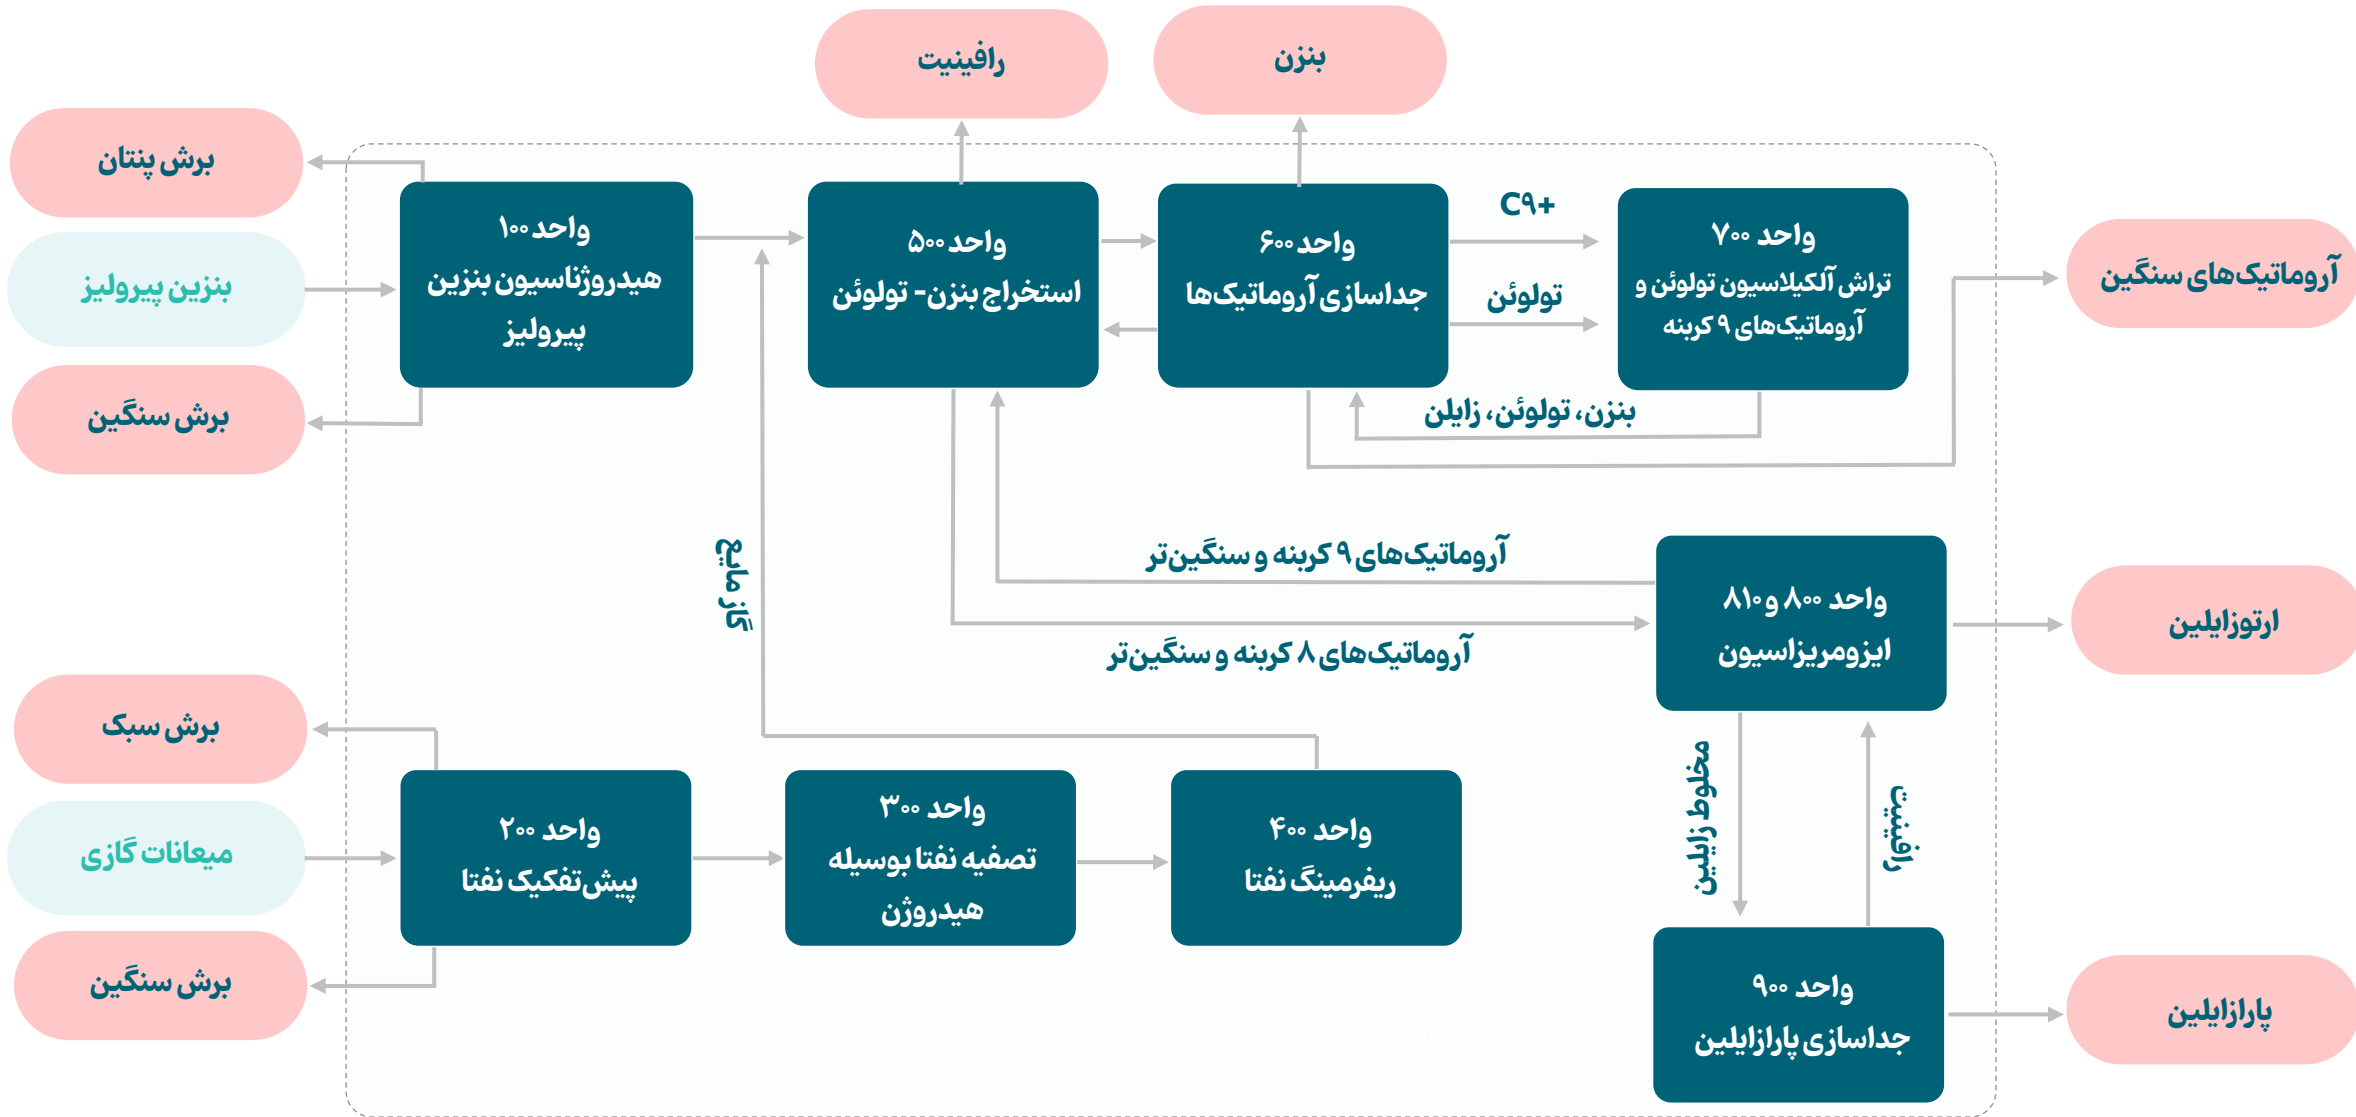 رافینیت
بنزن
برش پنتان
بنزین پیرولیز
برش سنگین
واحد ۱۰۰
هیدروژناسیون بنزین
پیرولیز
واحد ۵۰۰
استخراج بنزن- تولوئن
واحد ۶۰۰
جداسازی آروماتیک‌ها
C۹+
تولوئن
واحد ۷۰۰
تراش آلکیلاسیون تولوئن و
آروماتیک‌های ۹ کربنه
آروماتیک‌های سنگین
بنزن، تولوئن، زایلن
گاز مایع
آروماتیک‌های ۹ کربنه و سنگین‌تر
آروماتیک‌های ۸ کربنه و سنگین‌تر
واحد ۸۰۰ و ۸۱۰
ایزومریزاسیون
ارتوزایلین
برش سبک
میعانات گازی
برش سنگین
واحد ۲۰۰
پیش‌تفکیک نفتا
واحد ۳۰۰
تصفیه نفتا بوسیله
هیدروژن
واحد ۴۰۰
ریفرمینگ نفتا
مخلوط زایلین
رافینیت
واحد ۹۰۰
جداسازی پارازایلین
پارازایلین